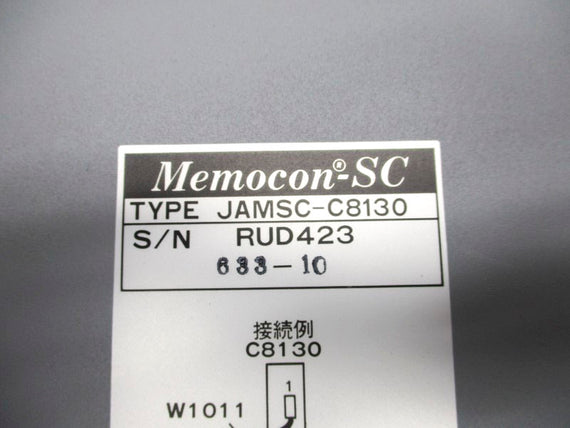 Memocon®-SC
TYPE JAMSC-C8130
S/N RUD423
633-10
接続例
C8130
1
W1011